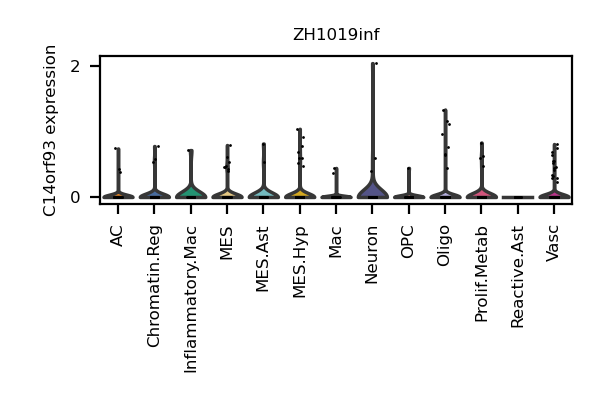 ZH1019inf
C14orf93 expression
2
0
AC
Chromatin.Reg
Inflammatory.Mac
MES
MES.Ast
MES.Hyp
Mac
Neuron
OPC
Oligo
Prolif.Metab
Reactive.Ast
Vasc